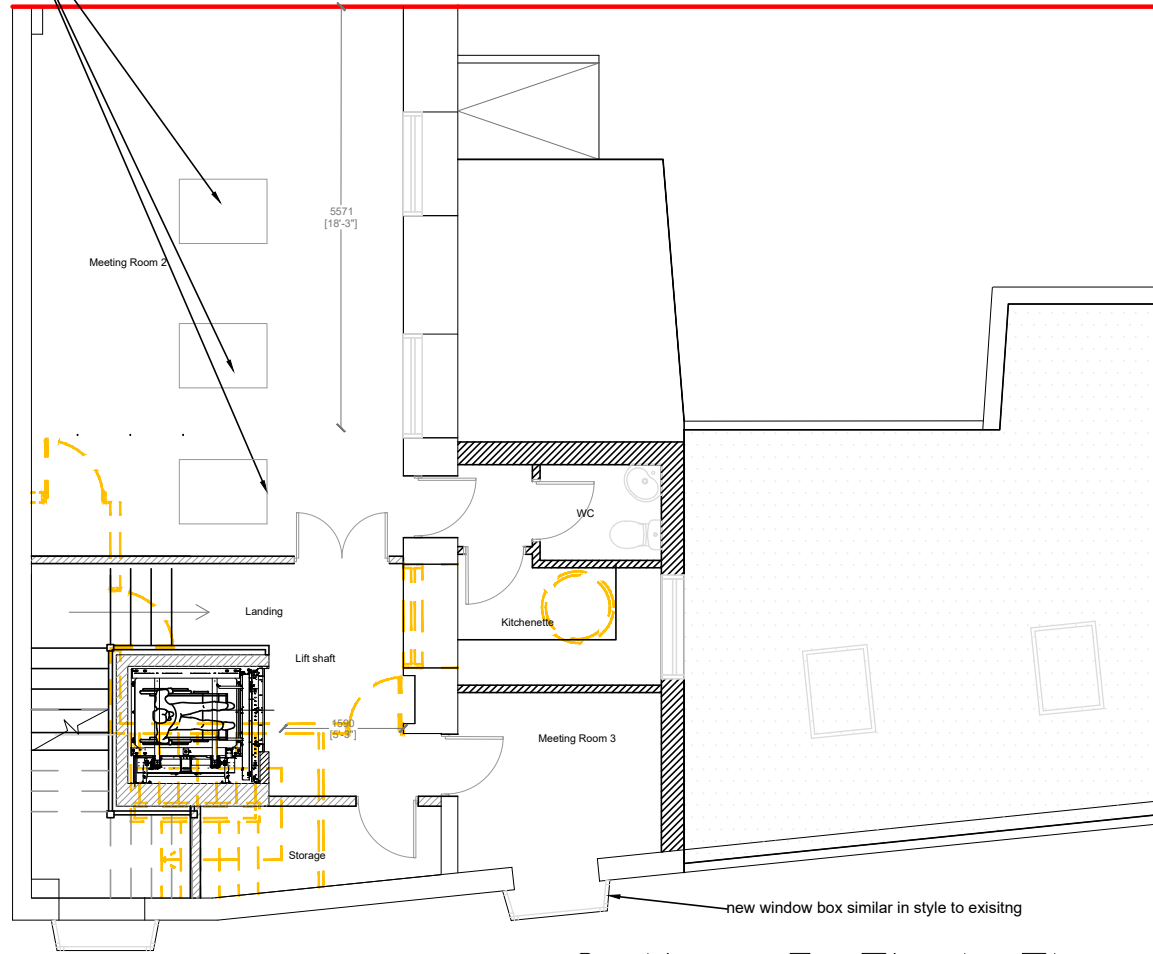 5571
[18'-3"]
Meeting Room 2
WC
Landing
Kitchenette
Lift shaft
1590
[5'-3"]
Meeting Room 3
Storage
new window box similar in style to exisitng